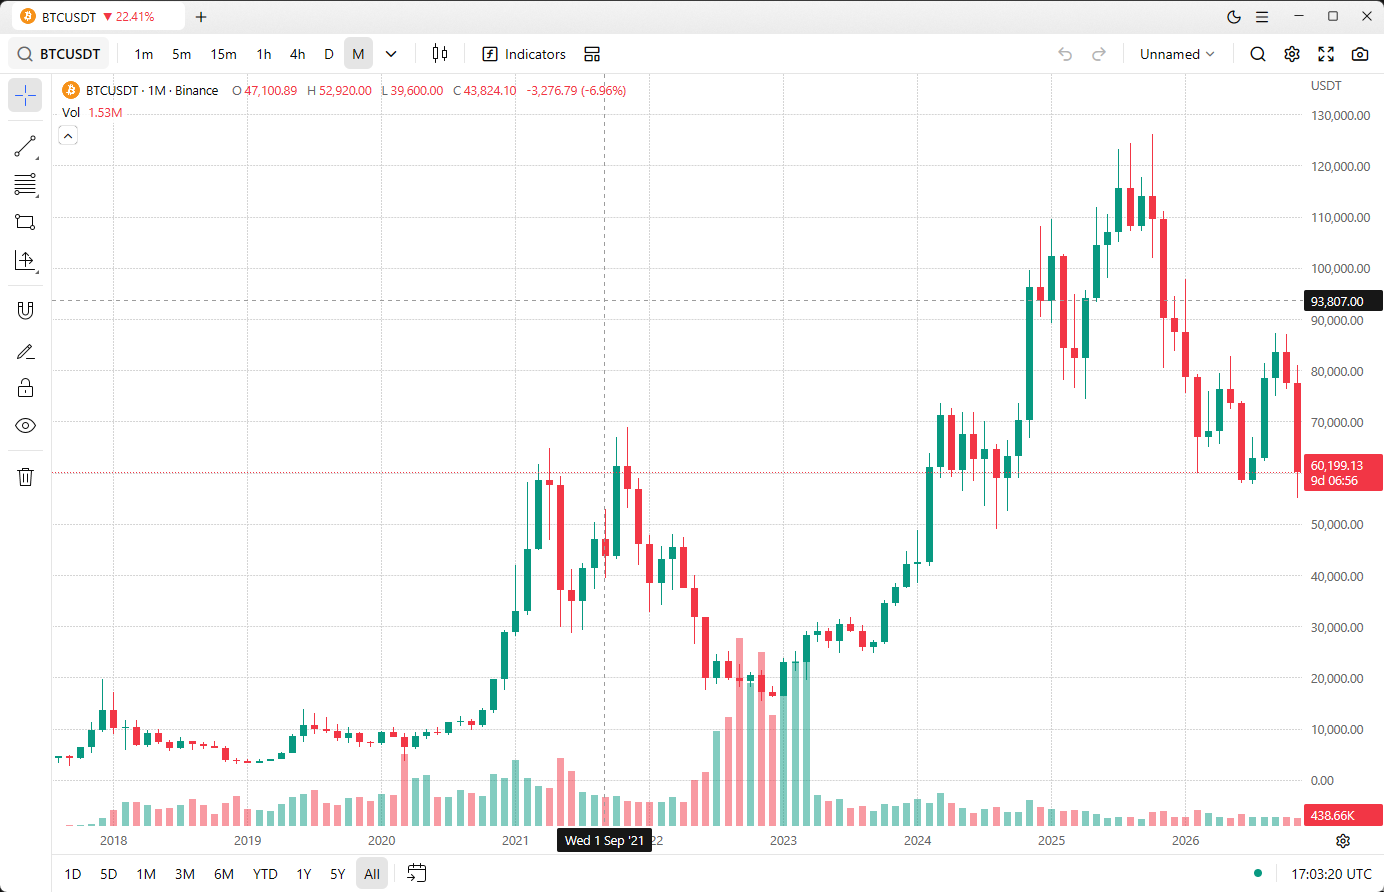 BTCUSDT ▼ 22.41% +
BTCUSDT 1m 5m 15m 1h 4h D M Indicators Unnamed
BTCUSDT · 1M · Binance O 47,100.89 H 52,920.00 L 39,600.00 C 43,824.10 -3,276.79 (-6.96%)
USDT
Vol 1.53M
130,000.00
120,000.00
110,000.00
100,000.00
93,807.00
90,000.00
80,000.00
70,000.00
60,199.13
9d 06:56
50,000.00
40,000.00
30,000.00
20,000.00
10,000.00
0.00
438.66K
2018 2019 2020 2021 Wed 1 Sep '21 22 2023 2024 2025 2026
1D 5D 1M 3M 6M YTD 1Y 5Y All 17:03:20 UTC